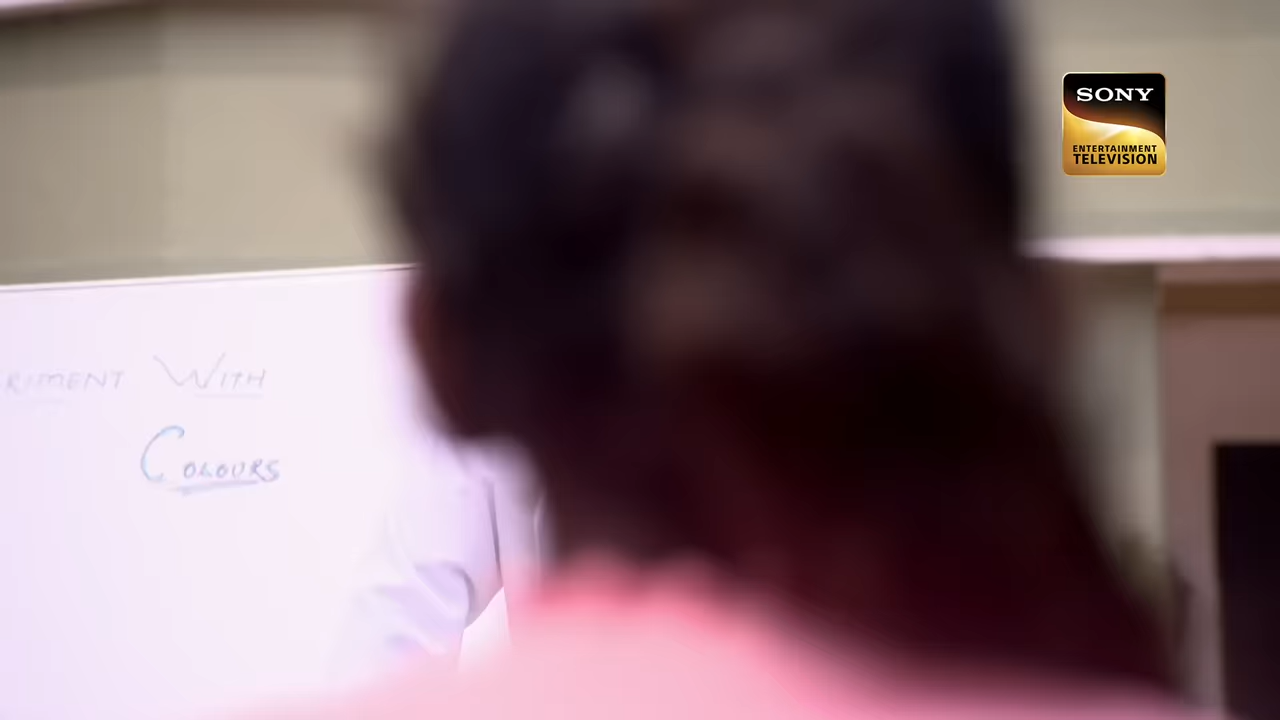 RIMENT WITH
COLOURS
SONY
ENTERTAINMENT
TELEVISION